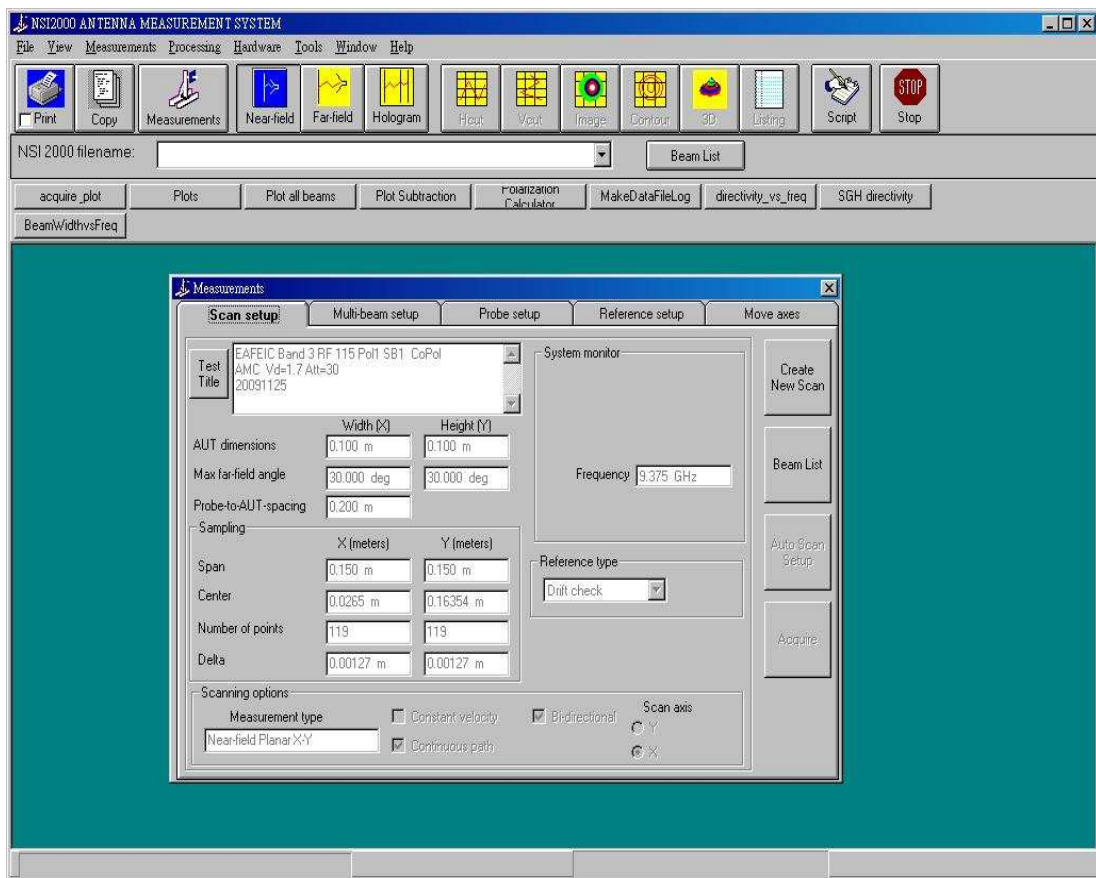 NSI2000 ANTENNA MEASUREMENT SYSTEM
File View Measurements Processing Hardware Tools Window Help
Print Copy Measurements Near-field Far-field Hologram Hcut Vcut Image Contour 3D Listing Script STOP Stop
NSI 2000 filename: Beam List
acquire_plot Plots Plot all beams Plot Subtraction Polarization Calculator MakeDataFileLog directivity_vs_freq SGH directivity
BeamWidthvsFreq
Measurements
Scan setup Multi-beam setup Probe setup Reference setup Move axes
Test Title
EAFEIC Band 3 RF 115 Pol1 SB1 CoPol
AMC Vd=1.7 Att=30
20091125
System monitor
Create New Scan
Width (X) Height (Y)
AUT dimensions 0.100 m 0.100 m
Max far-field angle 30.000 deg 30.000 deg
Frequency 9.375 GHz
Beam List
Probe-to-AUT-spacing 0.200 m
Sampling
X (meters) Y (meters)
Span 0.150 m 0.150 m
Center 0.0265 m 0.16354 m
Number of points 119 119
Delta 0.00127 m 0.00127 m
Reference type
Drift check
Auto Scan Setup
Acquire
Scanning options
Measurement type
Near-field Planar X-Y
Constant velocity
Continuous path
Bi-directional
Scan axis
Y
X